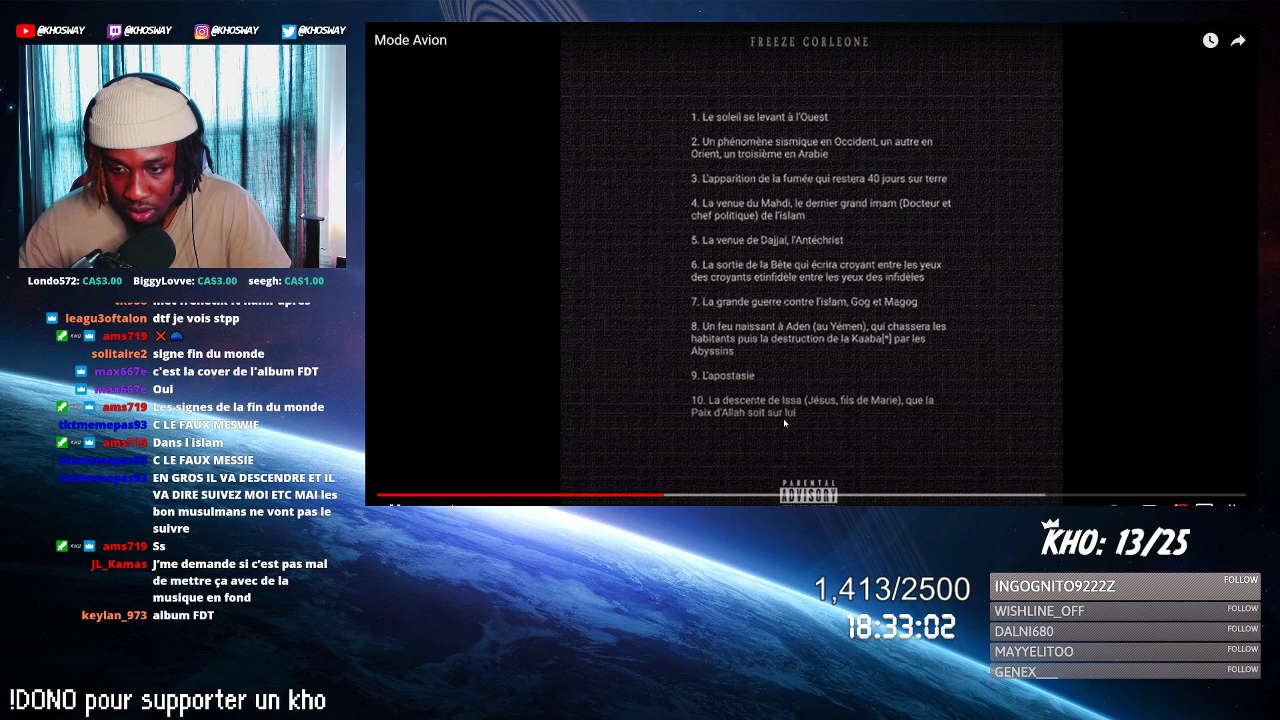 @KHOSWAY @KHOSWAY @KHOSWAY @KHOSWAY
Londo572: CA$3.00 BiggyLovve: CA$3.00 seegh: CA$1.00
leagu3oftalon dtf je vois stpp
ams719
solitaire2 signe fin du monde
max667e- c'est la cover de l'album FDT
max667e- Oui
ams719 Les signes de la fin du monde
tktmemepas93 C LE FAUX MESWIE
ams719 Dans l islam
tktmemepas93 C LE FAUX MESSIE
tktmemepas93 EN GROS IL VA DESCENDRE ET IL
VA DIRE SUIVEZ MOI ETC MAI les
bon musulmans ne vont pas le
suivre
ams719 Ss
JL_Kamas J'me demande si c'est pas mal
de mettre ça avec de la
musique en fond
keylan_973 album FDT
!DONO pour supporter un kho
Mode Avion
FREEZE CORLEONE
1. Le soleil se levant à l'Ouest
2. Un phénomène sismique en Occident, un autre en
Orient, un troisième en Arabie
3. L'apparition de la fumée qui restera 40 jours sur terre
4. La venue du Mahdi, le dernier grand imam (Docteur et
chef politique) de l'islam
5. La venue de Dajjal, l'Antéchrist
6. La sortie de la Bête qui écrira croyant entre les yeux
des croyants etinfidèle entre les yeux des infidèles
7. La grande guerre contre l'islam, Gog et Magog
8. Un feu naissant à Aden (au Yémen), qui chassera les
habitants puis la destruction de la Kaaba[*] par les
Abyssins
9. L'apostasie
10. La descente de Issa (Jésus, fils de Marie), que la
Paix d'Allah soit sur lui
PARENTAL
ADVISORY
KHO: 13/25
1,413/2500
18:33:02
INGOGNITO9222Z FOLLOW
WISHLINE_OFF FOLLOW
DALNI680 FOLLOW
MAYYELITOO FOLLOW
GENEX___ FOLLOW